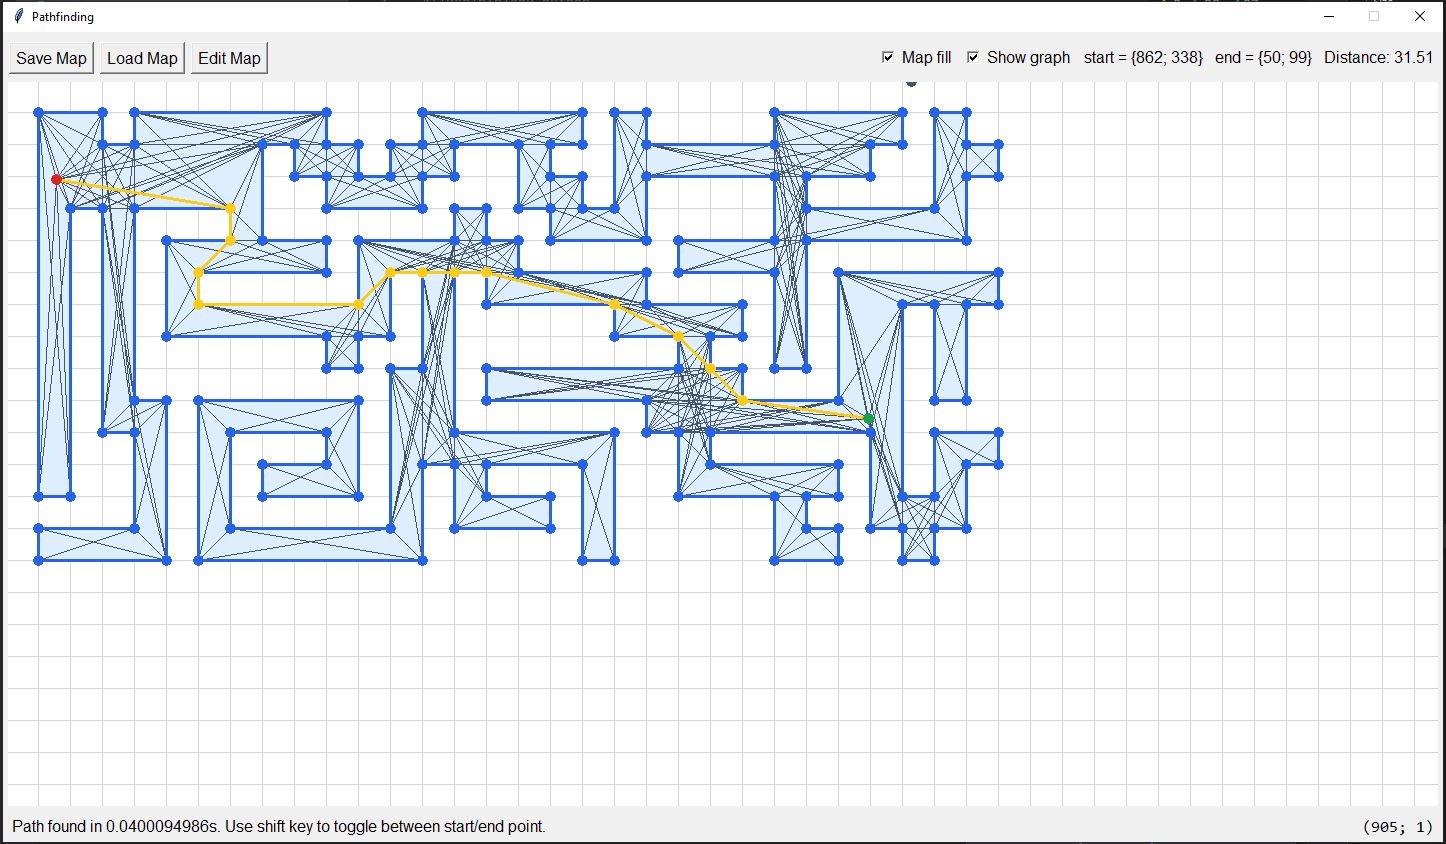 Pathfinding
Save Map Load Map Edit Map Map fill Show graph start = {862; 338} end = {50; 99} Distance: 31.51
Path found in 0.0400094986s. Use shift key to toggle between start/end point. (905; 1)